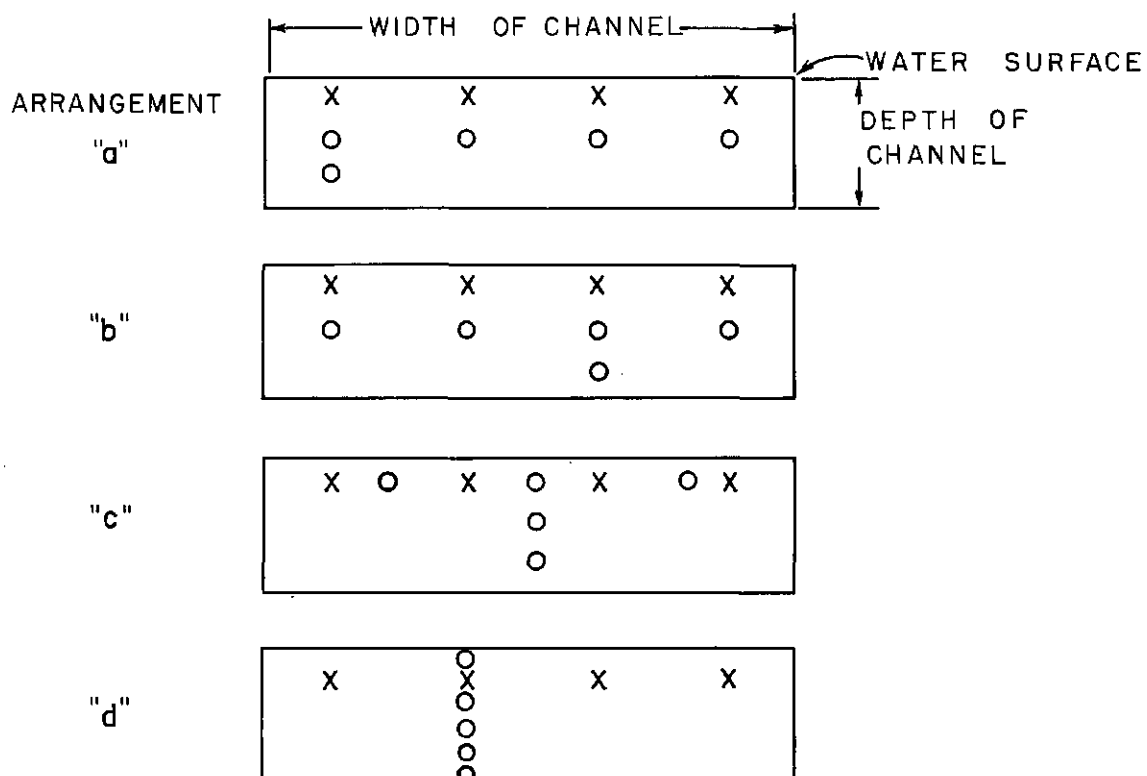 WIDTH OF CHANNEL
WATER SURFACE
ARRANGEMENT
"a"
X X X X
O O O O
O
DEPTH OF
CHANNEL
"b"
X X X X
O O O O
O
"c"
X O X O X O X
O
O
"d"
O
X X X X
O
O
O
O